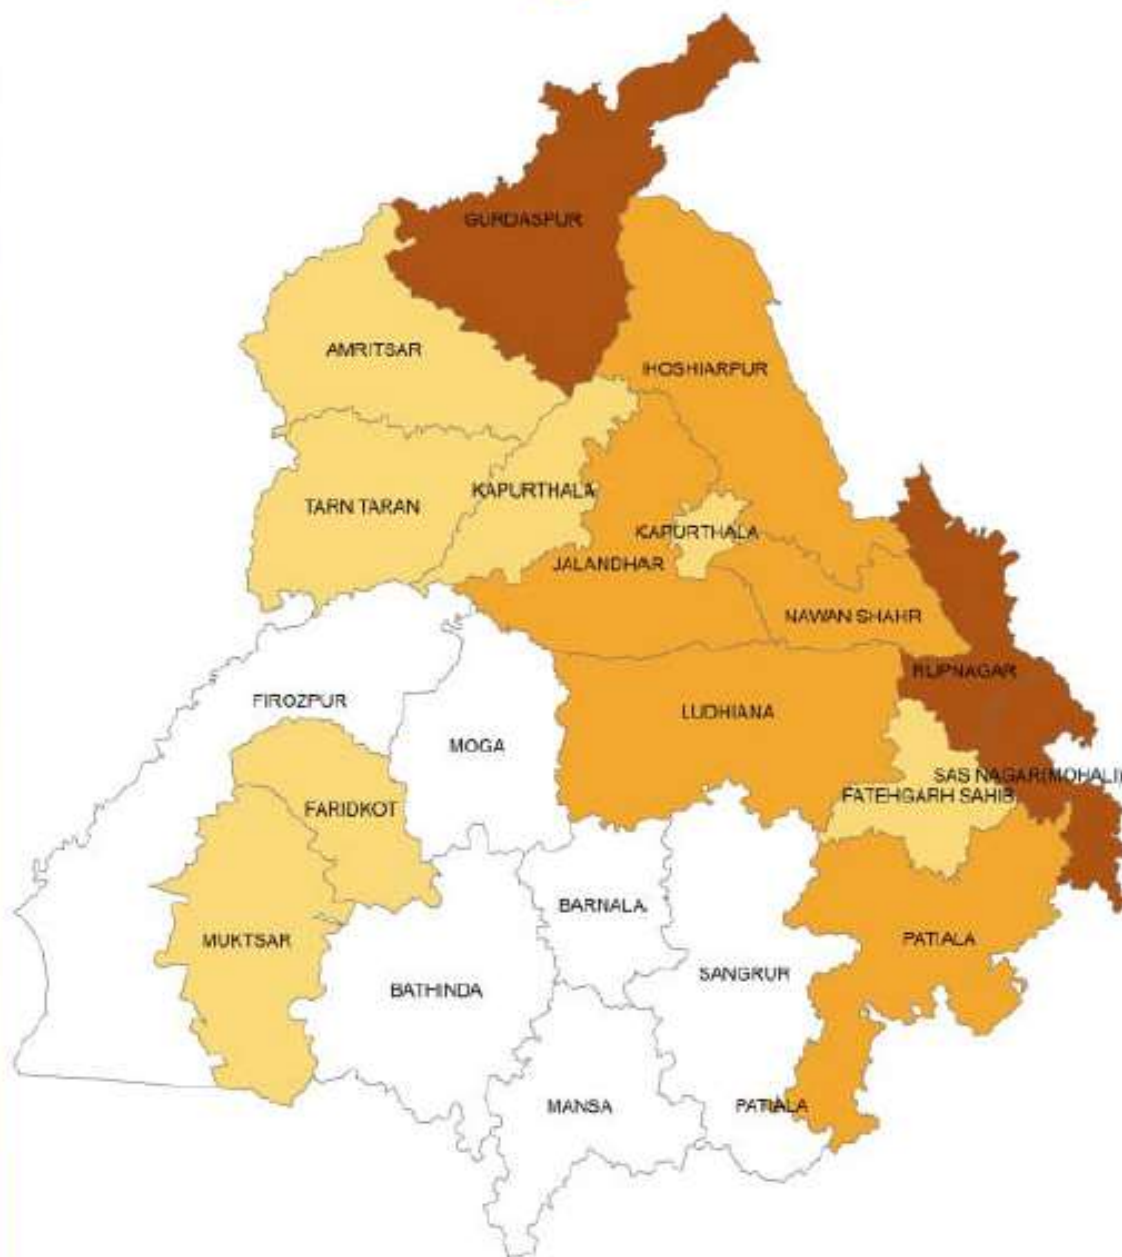 GURDASPUR
AMRITSAR
IHOSHIARPUR
KAPURTHALA
TARN TARAN
KAPURTHALA
JALANDHAR
NAWAN SHAHR
RUPNAGAR
FIROZPUR
LUDHIANA
MOGA
SAS NAGAR(MOHALI)
FATEHGARH SAHIB
FARIDKOT
BARNALA
MUKTSAR
PATIALA
SANGRUR
BATHINDA
MANSA
PATIALA